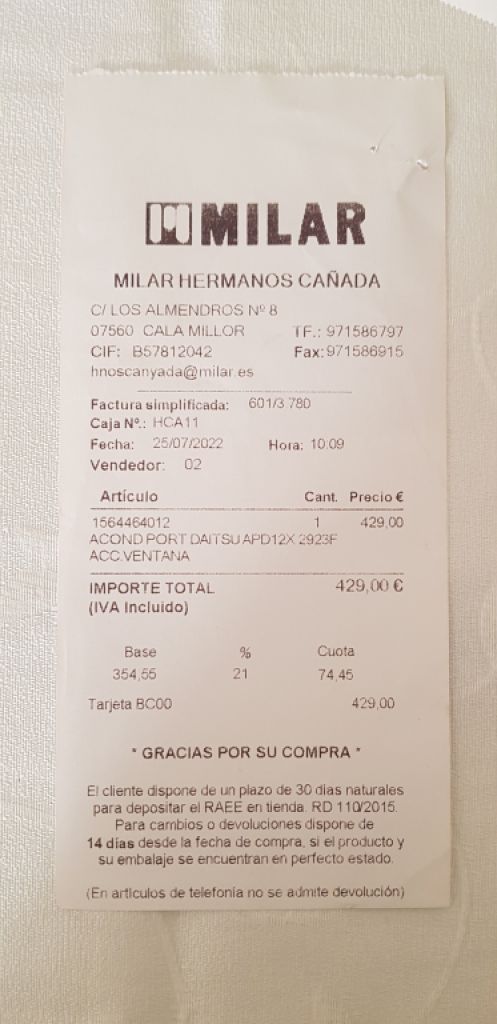 MILAR
MILAR HERMANOS CAÑADA
C/ LOS ALMENDROS Nº 8
07560 CALA MILLOR TF.: 971586797
CIF: B57812042 Fax: 971586915
hnoscanyada@milar.es
Factura simplificada: 601/3.780
Caja Nº.: HCA11
Fecha: 25/07/2022 Hora: 10:09
Vendedor: 02
Artículo Cant. Precio €
1564464012 1 429,00
ACOND PORT DAITSU APD12X 2923F
ACC.VENTANA
IMPORTE TOTAL 429,00 €
(IVA Incluido)
Base % Cuota
354,55 21 74,45
Tarjeta BC00 429,00
* GRACIAS POR SU COMPRA *
El cliente dispone de un plazo de 30 días naturales
para depositar el RAEE en tienda. RD 110/2015.
Para cambios o devoluciones dispone de
14 días desde la fecha de compra, si el producto y
su embalaje se encuentran en perfecto estado.
(En artículos de telefonía no se admite devolución)